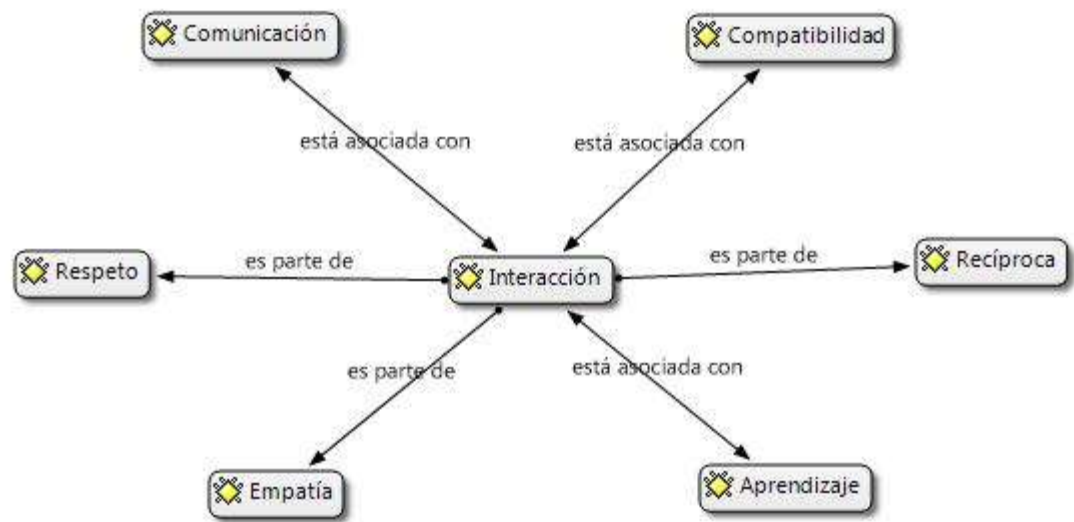 Comunicación
Compatibilidad
está asociada con
está asociada con
Respeto
es parte de
Interacción
es parte de
Recíproca
es parte de
está asociada con
Empatía
Aprendizaje